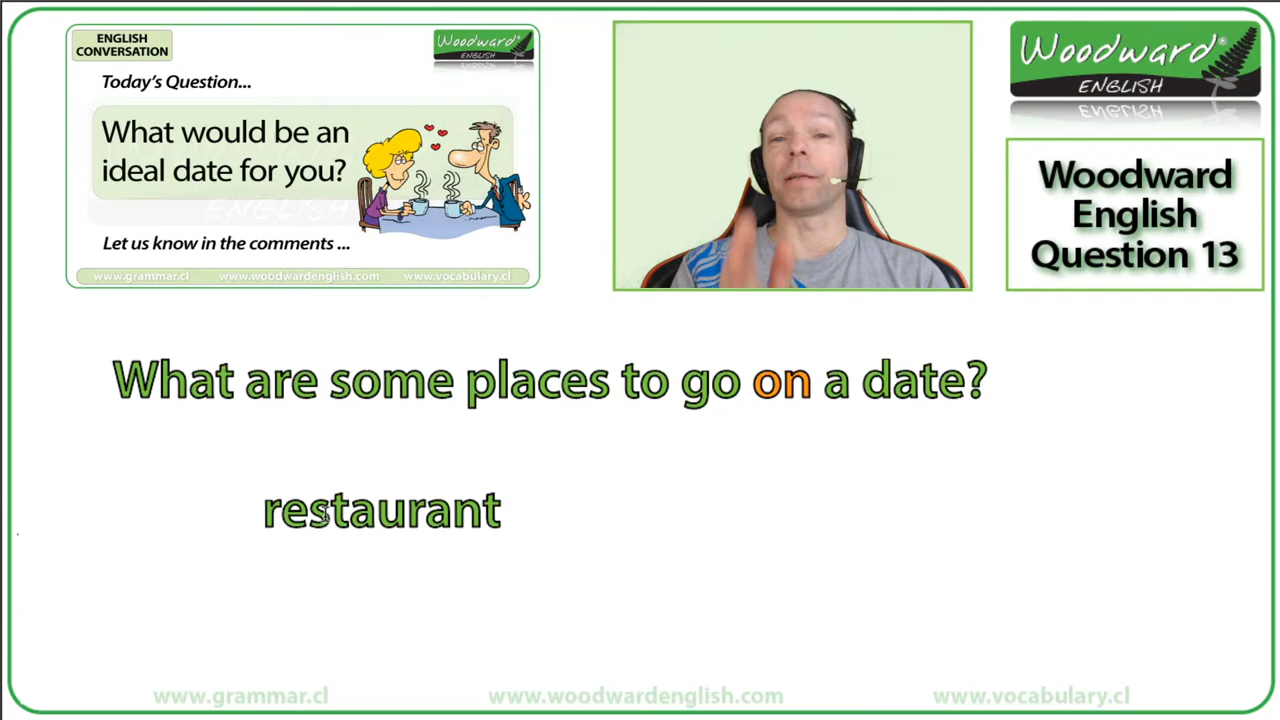 ENGLISH
CONVERSATION
Woodward®
ENGLISH
Today's Question...
What would be an
ideal date for you?
Let us know in the comments ...
www.grammar.cl www.woodwardenglish.com www.vocabulary.cl
Woodward®
ENGLISH
Woodward
English
Question 13
What are some places to go on a date?
restaurant
www.grammar.cl www.woodwardenglish.com www.vocabulary.cl